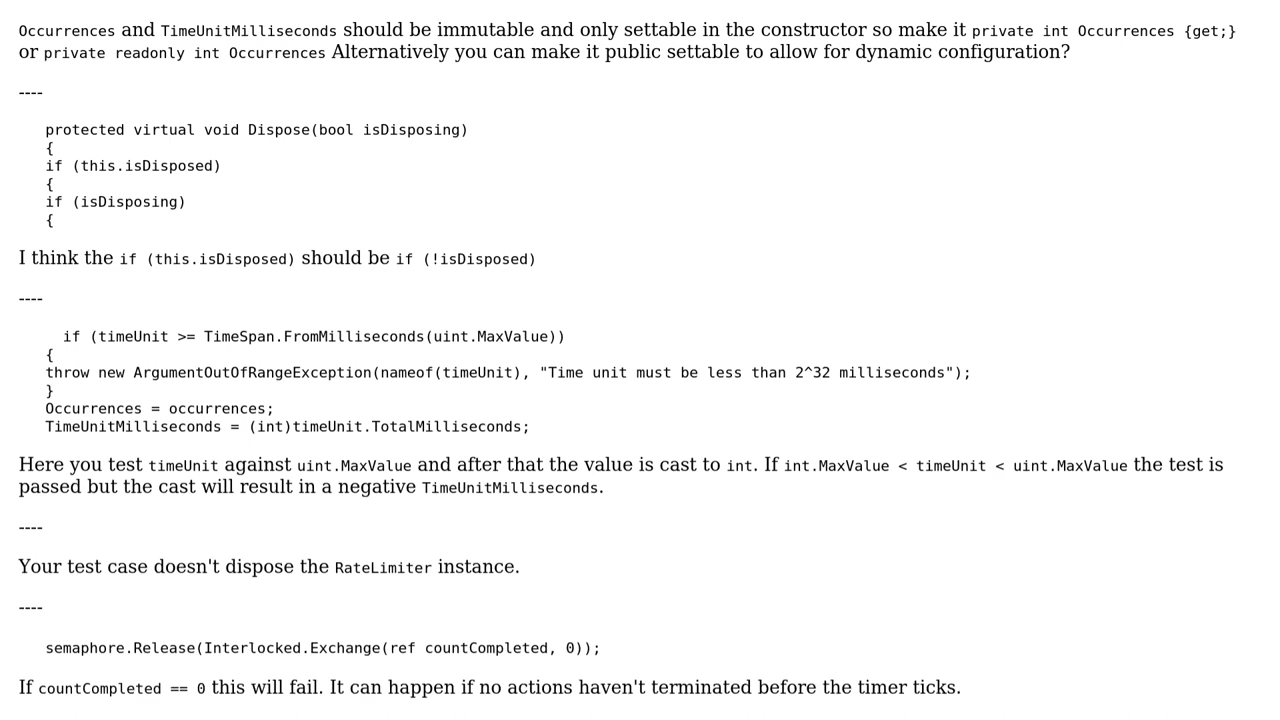 Occurrences and TimeUnitMilliseconds should be immutable and only settable in the constructor so make it private int Occurrences {get;}
or private readonly int Occurrences Alternatively you can make it public settable to allow for dynamic configuration?
----
protected virtual void Dispose(bool isDisposing)
{
if (this.isDisposed)
{
if (isDisposing)
{
I think the if (this.isDisposed) should be if (!isDisposed)
----
if (timeUnit >= TimeSpan.FromMilliseconds(uint.MaxValue))
{
throw new ArgumentOutOfRangeException(nameof(timeUnit), "Time unit must be less than 2^32 milliseconds");
}
Occurrences = occurrences;
TimeUnitMilliseconds = (int)timeUnit.TotalMilliseconds;
Here you test timeUnit against uint.MaxValue and after that the value is cast to int. If int.MaxValue < timeUnit < uint.MaxValue the test is
passed but the cast will result in a negative TimeUnitMilliseconds.
----
Your test case doesn't dispose the RateLimiter instance.
----
semaphore.Release(Interlocked.Exchange(ref countCompleted, 0));
If countCompleted == 0 this will fail. It can happen if no actions haven't terminated before the timer ticks.